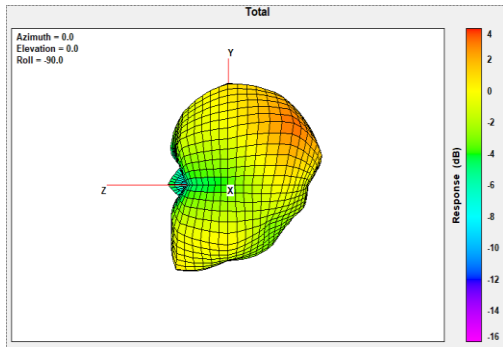 Total
Azimuth = 0.0
Elevation = 0.0
Roll = -90.0
Y
Z
X
4
2
0
-2
-4
-6
-8
-10
-12
-14
-16
Response (dB)